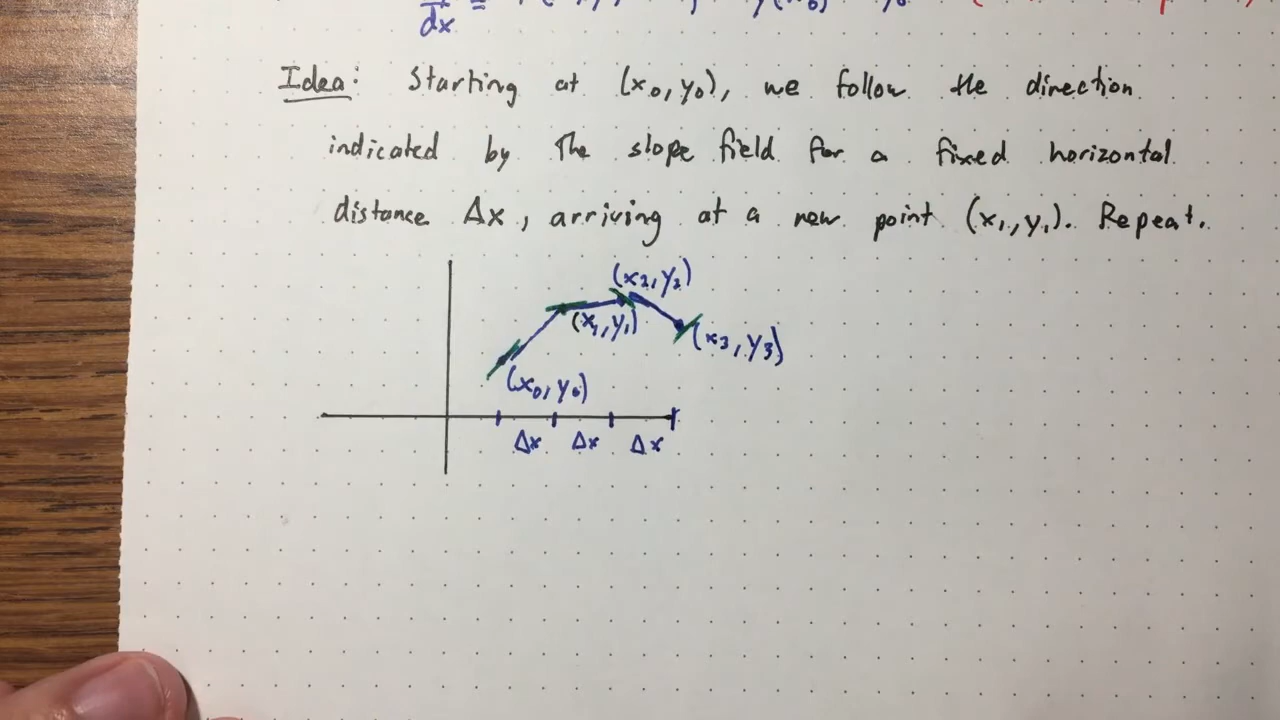 dx
Idea: Starting at (x₀, y₀), we follow the direction
indicated by the slope field for a fixed horizontal
distance Δx, arriving at a new point (x₁, y₁). Repeat.
(x₂, y₂)
(x₁, y₁)
(x₃, y₃)
(x₀, y₀)
Δx Δx Δx